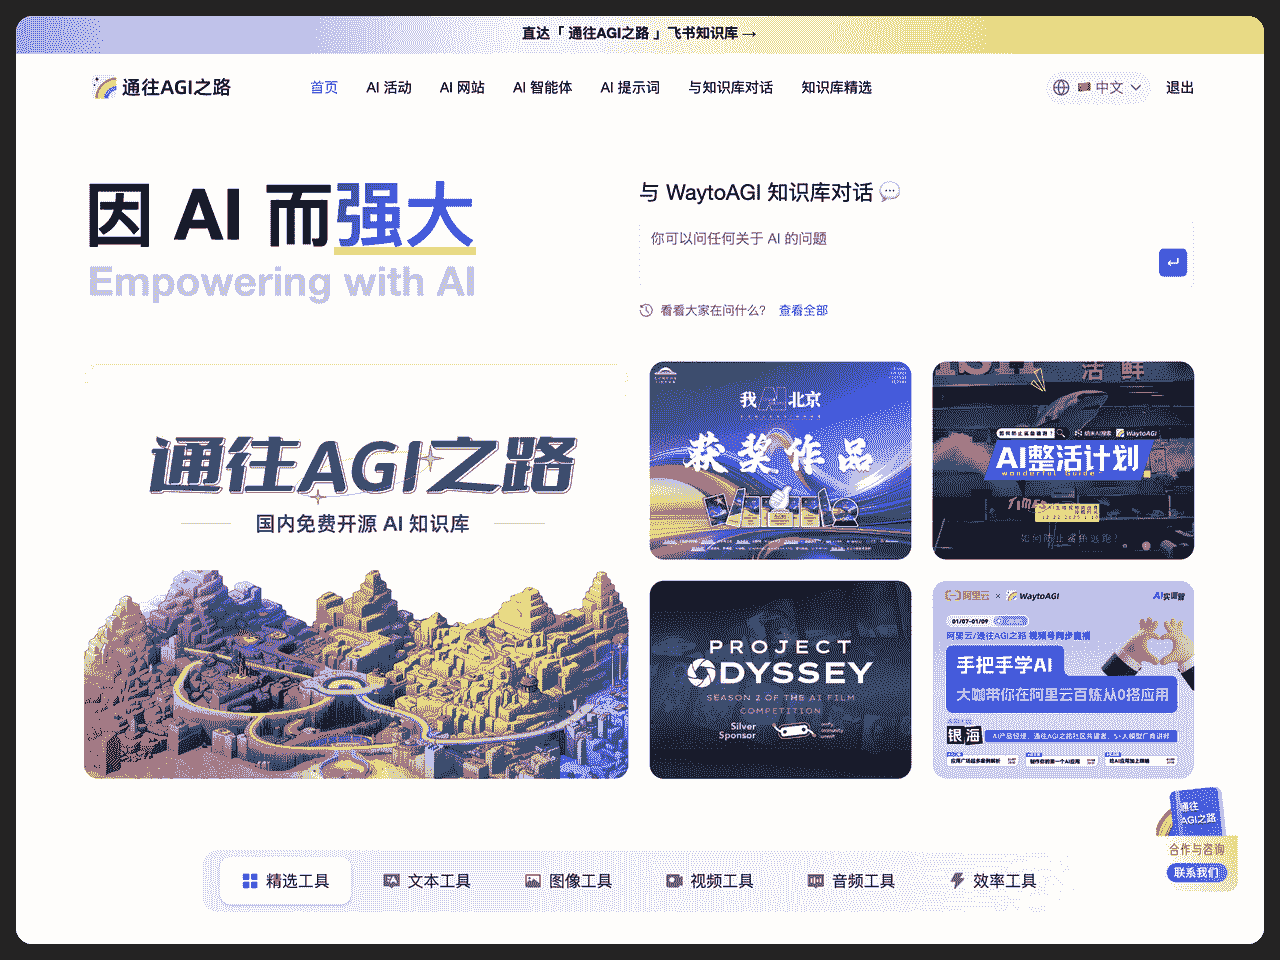 直达「 通往AGI之路 」飞书知识库 →
通往AGI之路
首页
AI 活动
AI 网站
AI 智能体
AI 提示词
与知识库对话
知识库精选
中文
退出
因 AI 而强大
Empowering with AI
与 WaytoAGI 知识库对话
你可以问任何关于 AI 的问题
看看大家在问什么? 查看全部
通往AGI之路
国内免费开源 AI 知识库
我AI北京
获奖作品
活鲜
WaytoAGI
AI整活计划
wonderful Guide
PROJECT
ODYSSEY
SEASON 2 OF THE AI FILM
COMPETITION
Silver
Sponsor
阿里云 × WaytoAGI
AI实训营
01/07-01/09
阿里云/通往AGI之路 视频号同步直播
手把手学AI
大咖带你在阿里云百炼从0搭应用
银海
通往
AGI之路
合作与咨询
联系我们
精选工具
文本工具
图像工具
视频工具
音频工具
效率工具